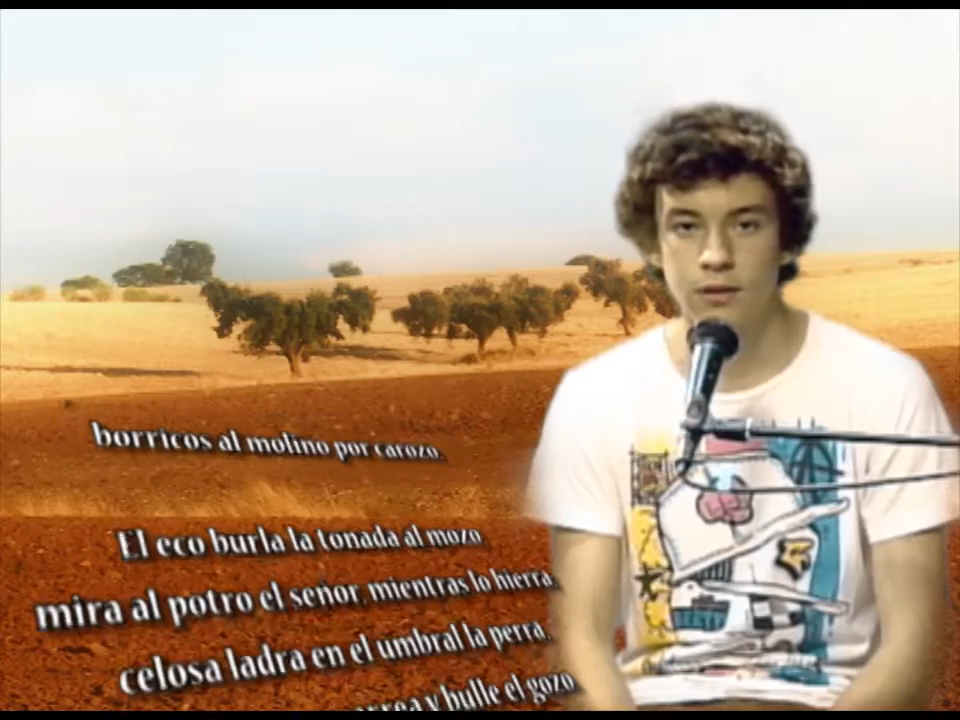 borricos al molino por carozo.
El eco burla la tonada al mozo.
mira al potro el señor, mientras lo hierra,
celosa ladra en el umbral la perra.
y bulle el gozo.